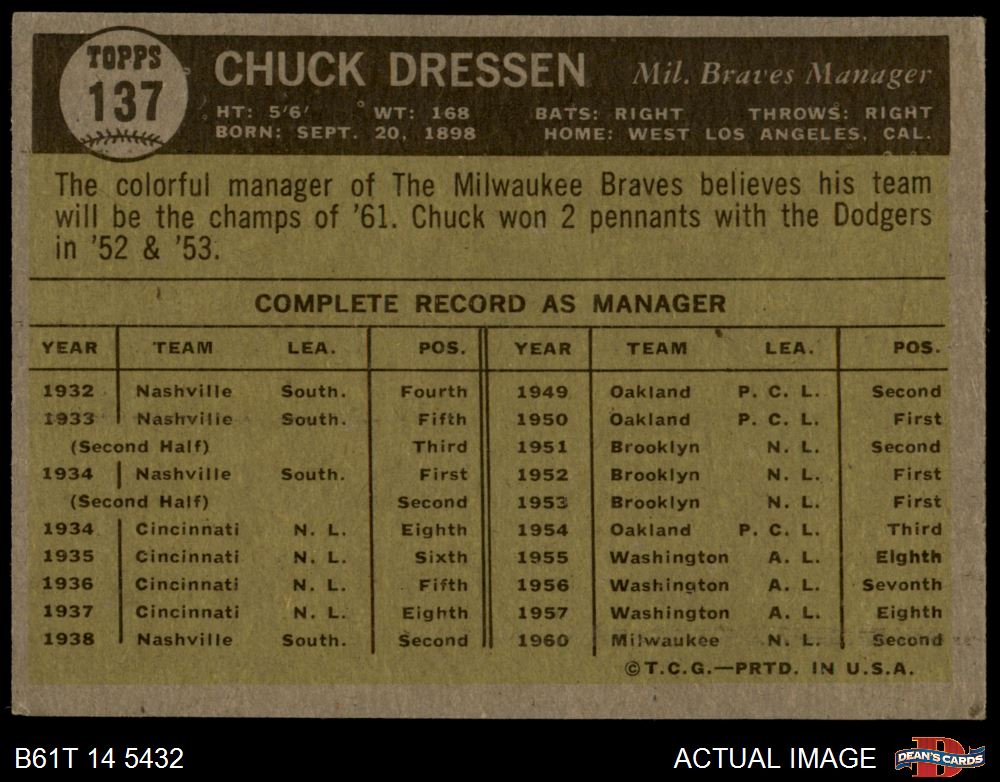 TOPPS
137
CHUCK DRESSEN Mil. Braves Manager
HT: 5'6' WT: 168 BATS: RIGHT THROWS: RIGHT
BORN: SEPT. 20, 1898 HOME: WEST LOS ANGELES, CAL.
The colorful manager of The Milwaukee Braves believes his team
will be the champs of '61. Chuck won 2 pennants with the Dodgers
in '52 & '53.
COMPLETE RECORD AS MANAGER
YEAR TEAM LEA. POS. YEAR TEAM LEA. POS.
1932 Nashville South. Fourth 1949 Oakland P. C. L. Second
1933 Nashville South. Fifth 1950 Oakland P. C. L. First
(Second Half) Third 1951 Brooklyn N. L. Second
1934 Nashville South. First 1952 Brooklyn N. L. First
(Second Half) Second 1953 Brooklyn N. L. First
1934 Cincinnati N. L. Eighth 1954 Oakland P. C. L. Third
1935 Cincinnati N. L. Sixth 1955 Washington A. L. Eighth
1936 Cincinnati N. L. Fifth 1956 Washington A. L. Sevonth
1937 Cincinnati N. L. Eighth 1957 Washington A. L. Eighth
1938 Nashville South. Second 1960 Milwaukee N. L. Second
©T.C.G.—PRTD. IN U.S.A.
B61T 14 5432 ACTUAL IMAGE D DEAN'S CARDS